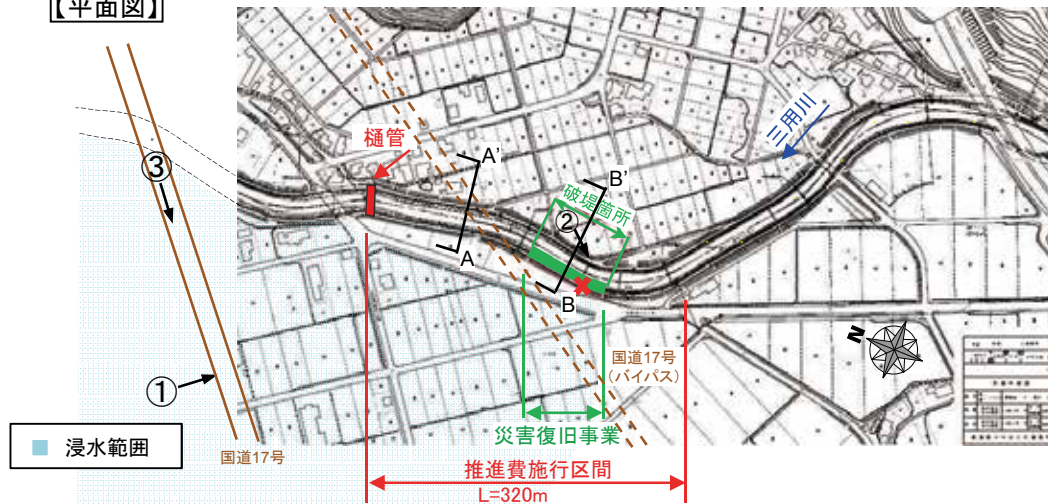 【平面図】
三用川
樋管
A'
B'
破堤箇所
③
②
A
B
N
①
国道17号
(バイパス)
災害復旧事業
浸水範囲
国道17号
推進費施行区間
L=320m